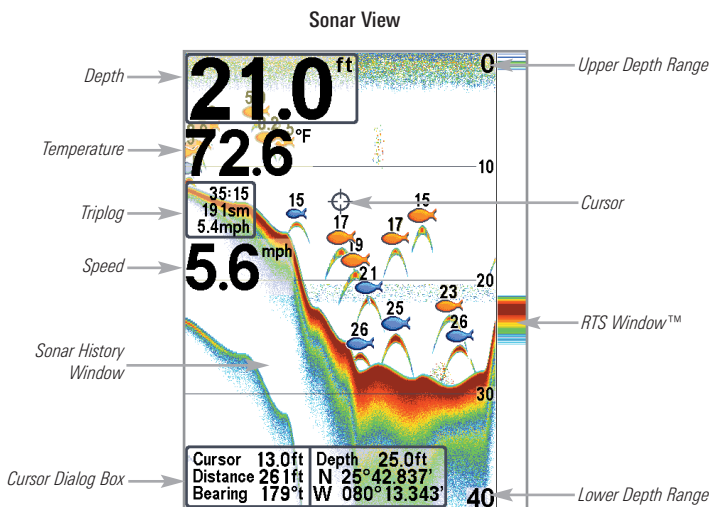 Sonar View
Depth
21.0 ft
0
Upper Depth Range
Temperature
72.6 °F
10
Triplog
35:15
191sm
5.4mph
15
15
Cursor
17
17
19
Speed
5.6 mph
21
20
23
25
26
26
RTS Window™
Sonar History
Window
30
Cursor Dialog Box
Cursor 13.0ft
Distance 261ft
Bearing 179°t
Depth 25.0ft
N 25°42.837'
W 080°13.343'
40
Lower Depth Range